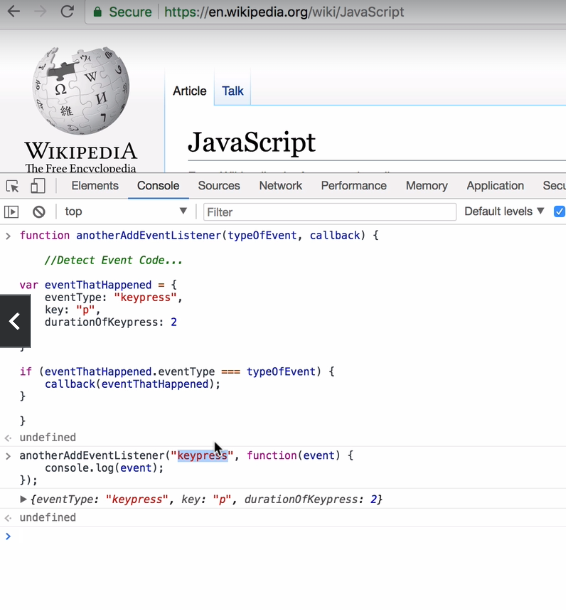 Secure https://en.wikipedia.org/wiki/JavaScript
Ω W 維 И 7
WIKIPEDIA
The Free Encyclopedia
Article Talk
JavaScript
Elements Console Sources Network Performance Memory Application Secu
top Filter Default levels
function anotherAddEventListener(typeOfEvent, callback) {
//Detect Event Code...
var eventThatHappened = {
eventType: "keypress",
key: "p",
durationOfKeypress: 2
}
if (eventThatHappened.eventType === typeOfEvent) {
callback(eventThatHappened);
}
}
undefined
anotherAddEventListener("keypress", function(event) {
console.log(event);
});
{eventType: "keypress", key: "p", durationOfKeypress: 2}
undefined